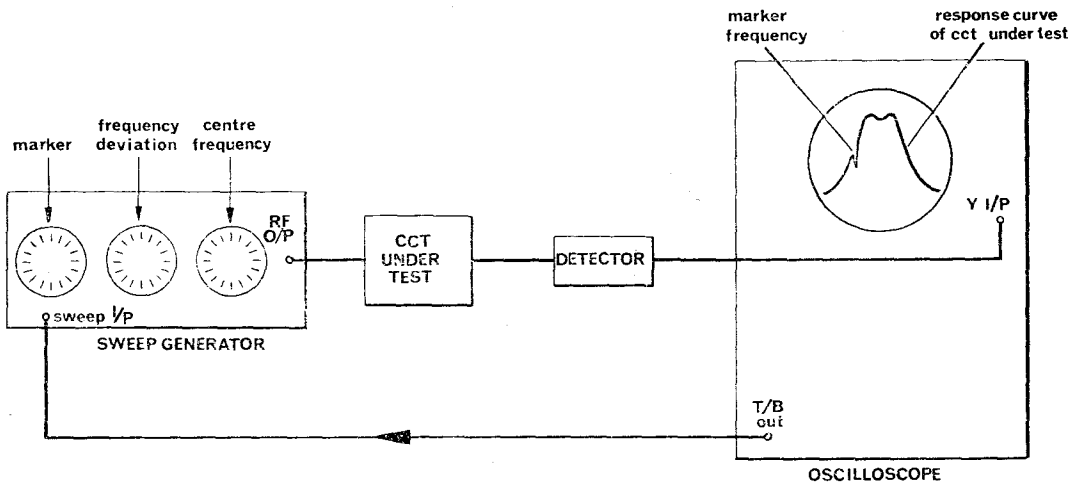 marker
frequency
response curve
of cct under test
marker
frequency
deviation
centre
frequency
RF
O/P
sweep I/P
SWEEP GENERATOR
CCT
UNDER
TEST
DETECTOR
Y I/P
T/B
out
OSCILLOSCOPE